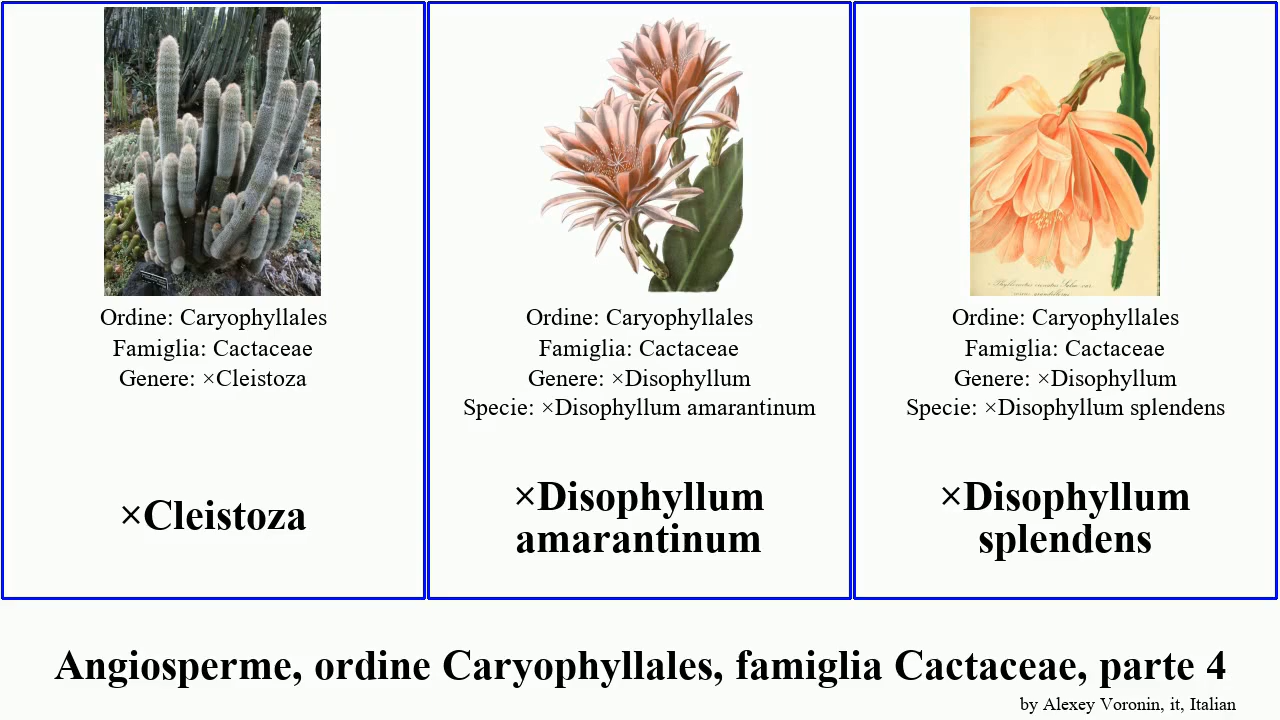 Ordine: Caryophyllales
Famiglia: Cactaceae
Genere: ×Cleistoza
×Cleistoza
Ordine: Caryophyllales
Famiglia: Cactaceae
Genere: ×Disophyllum
Specie: ×Disophyllum amarantinum
×Disophyllum
amarantinum
Ordine: Caryophyllales
Famiglia: Cactaceae
Genere: ×Disophyllum
Specie: ×Disophyllum splendens
×Disophyllum
splendens
Angiosperme, ordine Caryophyllales, famiglia Cactaceae, parte 4
by Alexey Voronin, it, Italian